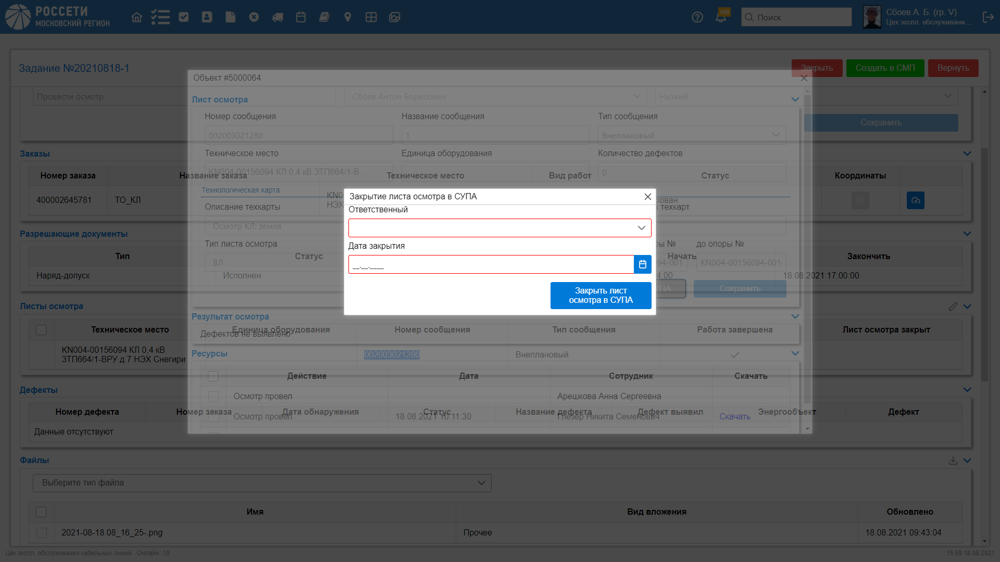 РОССЕТИ
МОСКОВСКИЙ РЕГИОН
199
Поиск
Сбоев А. Б. (гр. V)
Цех экспл. обслуживани...
Задание №20210818-1
Закрыть
Создать в СМП
Вернуть
Объект #5000064
Провести осмотр
Сбоев Антон Борисович
Низкий
Лист осмотра
Номер сообщения
Название сообщения
Тип сообщения
Сохранить
002003021280
1
Внеплановый
Заказы
Техническое место
Единица оборудования
Количество дефектов
KN004-00156094 КЛ 0,4 кВ ЗТП664/1-В...
0
Номер заказа
Название заказа
Техническое место
Вид работ
Статус
Координаты
Технологическая карта
400002645781
ТО_КЛ
KN0
НЭХ
рован
Описание техкарты
техкарт
Осмотр КЛ: земля
Закрытие листа осмотра в СУПА
Ответственный
Дата закрытия
__.__.____
Закрыть лист
осмотра в СУПА
Разрешающие документы
Тип листа осмотра
ры №
до опоры №
Тип
Статус
Начать
Закончить
ВЛ
94-001
KN004-00156094-001
Наряд-допуск
Исполнен
4:00
18.08.2021 17:00:00
УПА
Сохранить
Листы осмотра
Результат осмотра
Техническое место
Единица оборудования
Номер сообщения
Тип сообщения
Работа завершена
Лист осмотра закрыт
Дефектов не выявлено
KN004-00156094 КЛ 0,4 кВ
ЗТП664/1-ВРУ д.7 НЭХ Снегири
002003021280
Внеплановый
Ресурсы
Действие
Дата
Сотрудник
Скачать
Дефекты
Осмотр провел
Арешкова Анна Сергеевна
Номер дефекта
Номер заказа
Дата обнаружения
Статус
Название дефекта
Дефект выявил
Энергообъект
Дефект
Осмотр провел
18.08.2021 10:11:30
Глезер Никита Семенович
Скачать
Данные отсутствуют
Файлы
Выберите тип файла
Имя
Вид вложения
Обновлено
2021-08-18 08_16_25-.png
Прочее
18.08.2021 09:43:04
Цех экспл. обслуживания кабельных линий . Онлайн: 10
15:59 18.08.2021